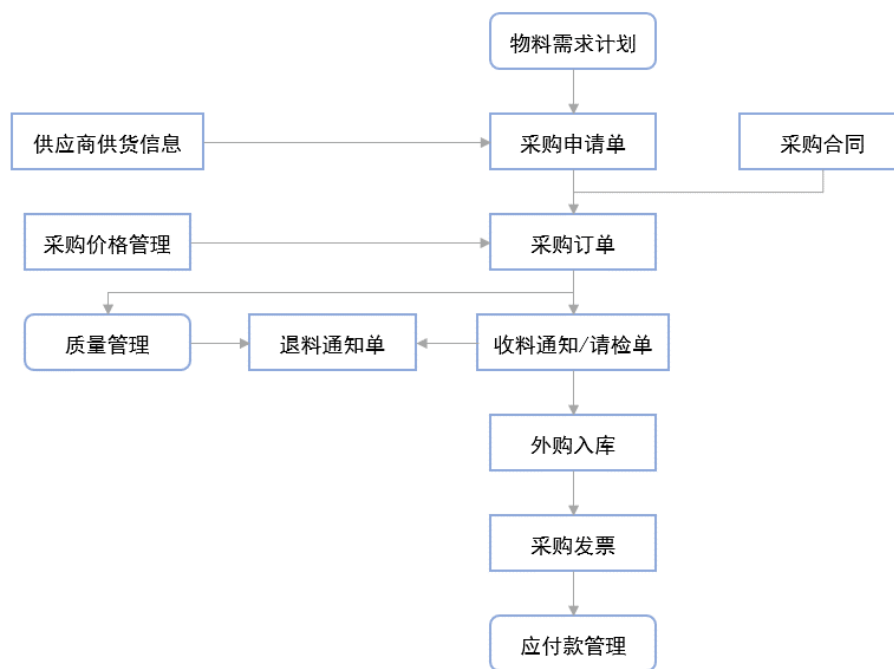 物料需求计划
供应商供货信息
采购申请单
采购合同
采购价格管理
采购订单
质量管理
退料通知单
收料通知/请检单
外购入库
采购发票
应付款管理